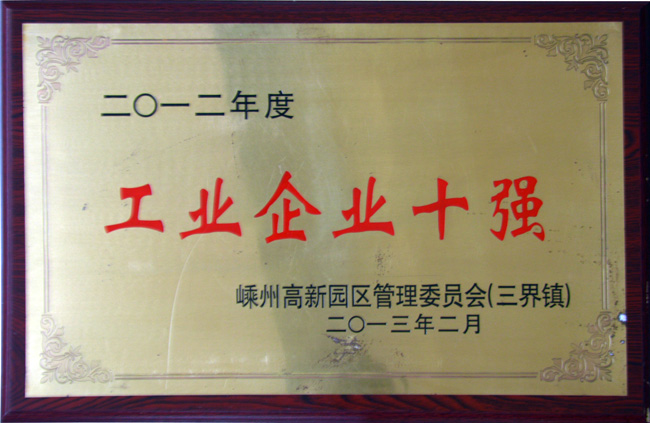 二〇一二年度
工业企业十强
嵊州高新园区管理委员会(三界镇)
二〇一三年二月